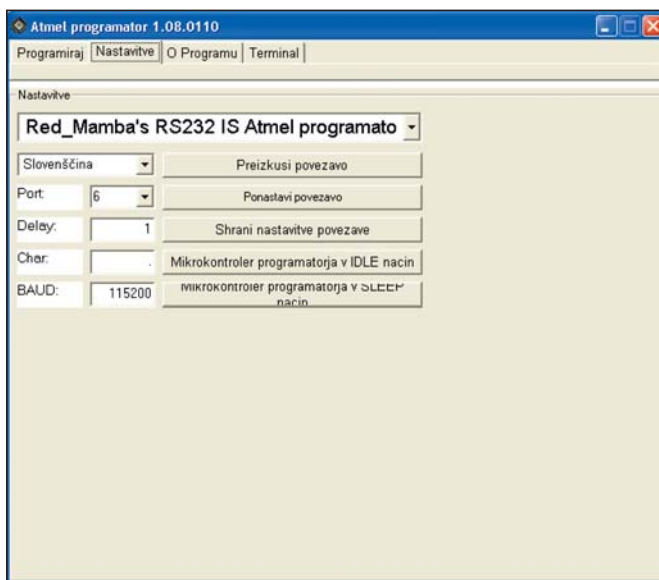 Atmel programator 1.08.0110
Programiraj Nastavitve O Programu Terminal
Nastavitve
Red_Mamba's RS232 IS Atmel programato
Slovenščina Preizkusi povezavo
Port: 6 Ponastavi povezavo
Delay: 1 Shrani nastavitve povezave
Char: . Mikrokontroler programatorja v IDLE nacin
BAUD: 115200 Mikrokontroler programatorja v SLEEP
nacin